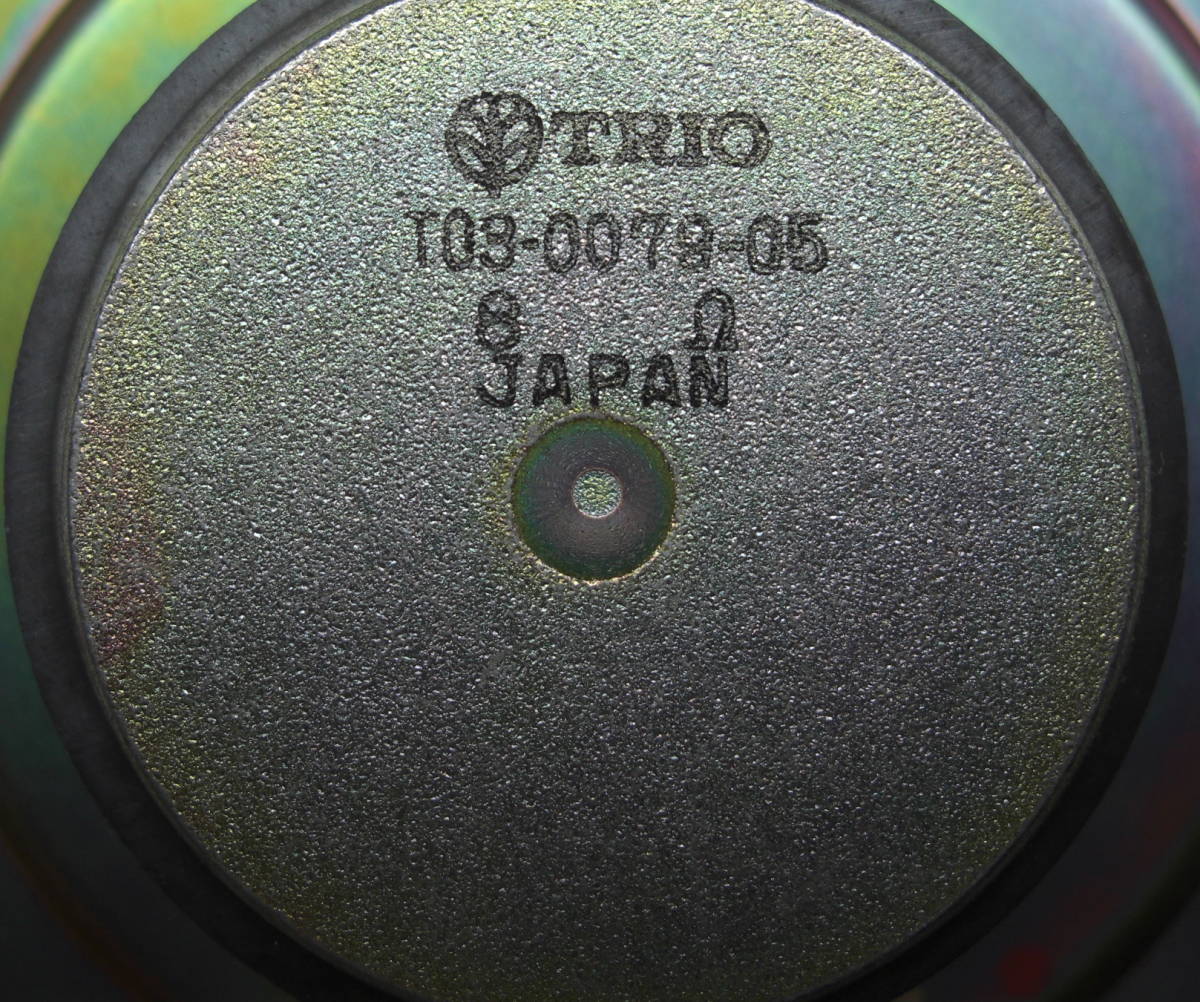 TRIO
T03-0079-05
8 Ω
JAPAN